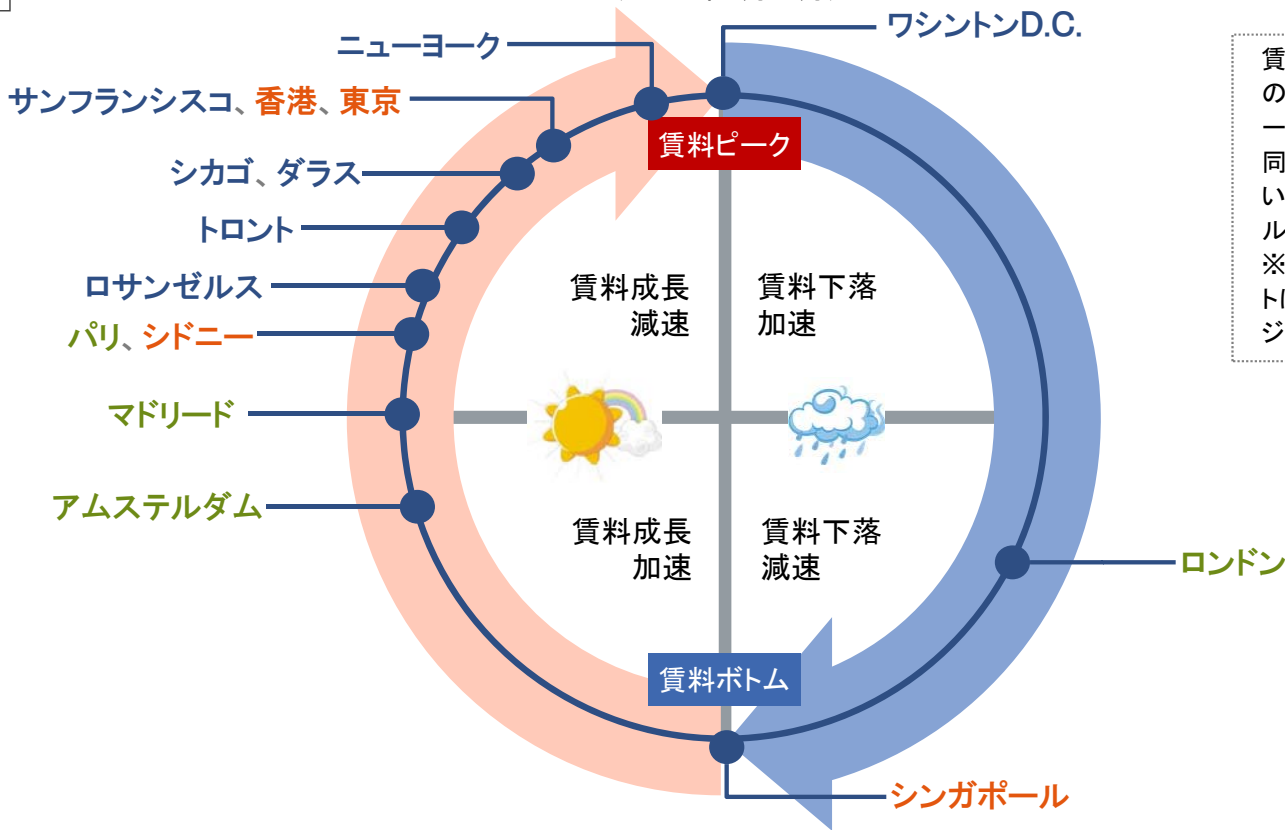 ワシントンD.C.
ニューヨーク
サンフランシスコ、香港、東京
賃料ピーク
シカゴ、ダラス
トロント
ロサンゼルス
パリ、シドニー
賃料成長
減速
賃料下落
加速
マドリード
アムステルダム
賃料成長
加速
賃料下落
減速
ロンドン
賃料ボトム
シンガポール
賃
の
同
い
ル
※
ジ